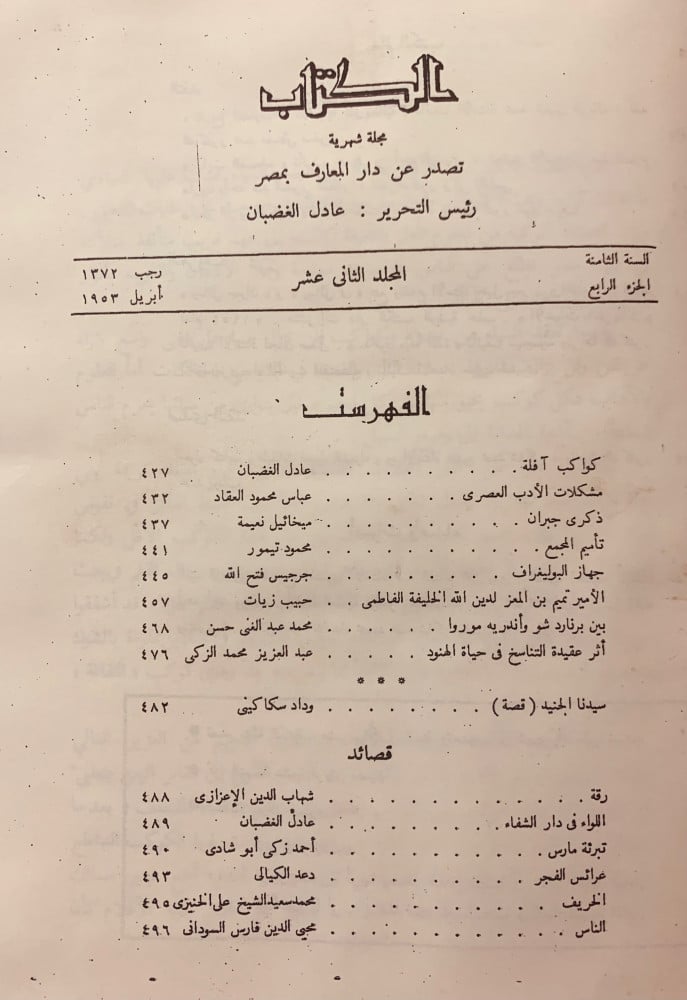 الكتاب
مجلة شهرية
تصدر عن دار المعارف بمصر
رئيس التحرير : عادل الغضبان
السنة الثامنة
الجزء الرابع
المجلد الثانى عشر
رجب ١٣٧٢
أبريل ١٩٥٣
الفهرست
كواكب آفلة . . . . . . . . . . عادل الغضبان ٤٢٧
مشكلات الأدب العصرى . . . . . . . عباس محمود العقاد ٤٣٢
ذكرى جبران . . . . . . . . . . ميخائيل نعيمة ٤٣٧
تأميم المجمع . . . . . . . . . . محمود تيمور ٤٤١
جهاز البوليغراف . . . . . . . . جرجيس فتح الله ٤٤٥
الأمير تميم بن المعز لدين الله الخليفة الفاطمى . . حبيب زيات ٤٥٧
بين برنارد شو وأندريه موروا . . . . . . محمد عبد الغنى حسن ٤٦٨
أثر عقيدة التناسخ فى حياة الهنود . . . . . عبد العزيز محمد الزكى ٤٧٦
* * *
سيدنا الجنيد ( قصة ) . . . . . . . . وداد سكاكينى ٤٨٢
قصائد
رقة . . . . . . . . . . . . . شهاب الدين الإعزازى ٤٨٨
اللواء فى دار الشفاء . . . . . . . . عادل الغضبان ٤٨٩
تبرئة مارس . . . . . . . . . . . أحمد زكى أبو شادى ٤٩٠
عرائس الفجر . . . . . . . . . . دعد الكيالى ٤٩٣
الخريف . . . . . . . . . . . محمد سعيد الشيخ على الخنيزى ٤٩٥
الناس . . . . . . . . . . . . محيي الدين فارس السودانى ٤٩٦